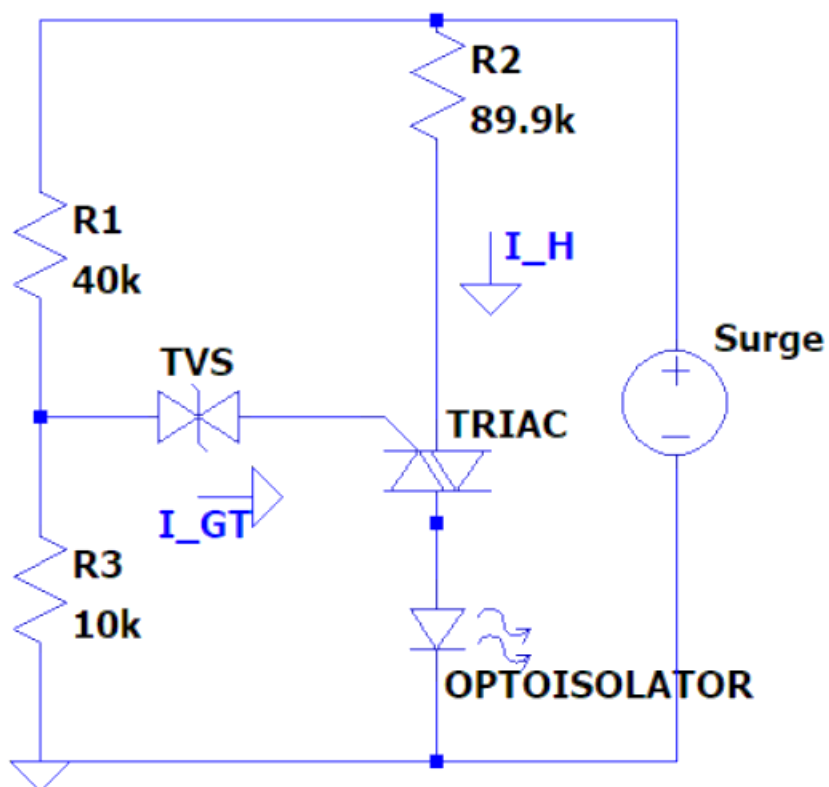 R2
89.9k
R1
40k
I_H
Surge
TVS
TRIAC
I_GT
R3
10k
OPTOISOLATOR